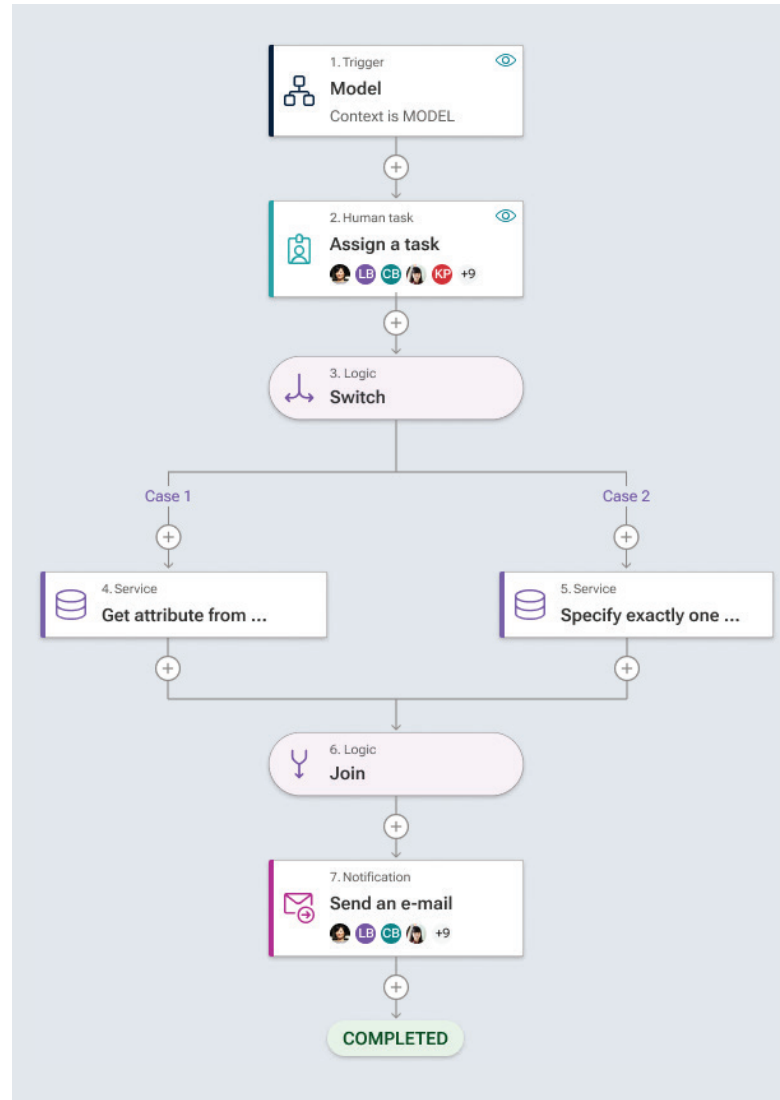 1. Trigger
Model
Context is MODEL
2. Human task
Assign a task
LB CB KP +9
3. Logic
Switch
Case 1
Case 2
4. Service
Get attribute from ...
5. Service
Specify exactly one ...
6. Logic
Join
7. Notification
Send an e-mail
LB CB +9
COMPLETED